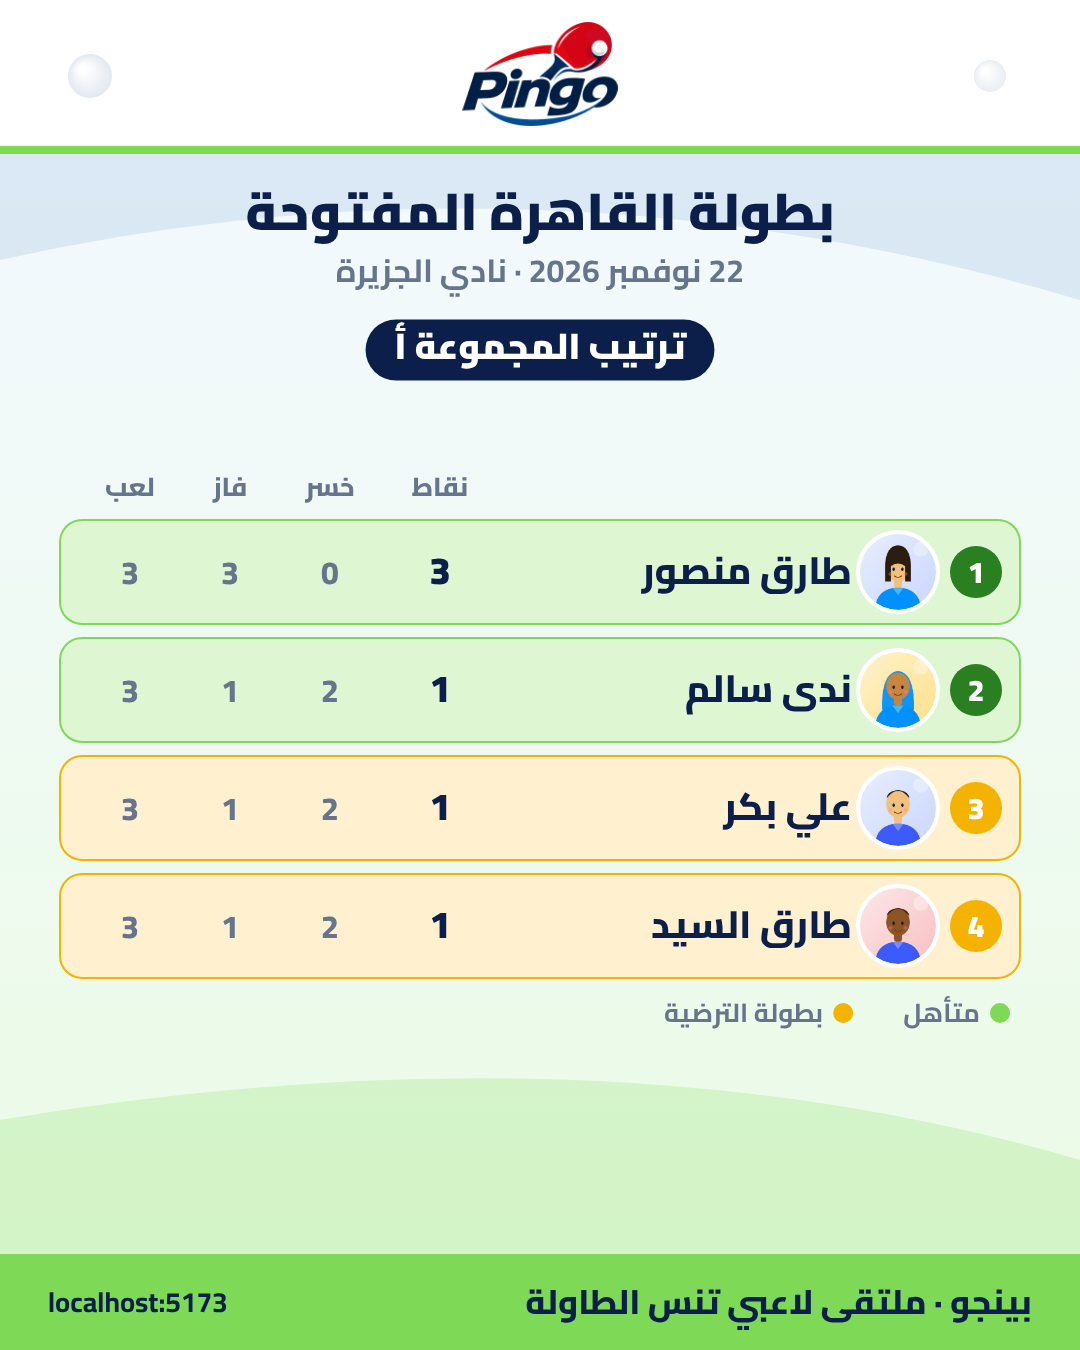 Pingo
بطولة القاهرة المفتوحة
22 نوفمبر 2026 · نادي الجزيرة
ترتيب المجموعة أ
نقاط خسر فاز لعب
1 طارق منصور 3 0 3 3
2 ندى سالم 1 2 1 3
3 علي بكر 1 2 1 3
4 طارق السيد 1 2 1 3
متأهل بطولة الترضية
بينجو · ملتقى لاعبي تنس الطاولة localhost:5173